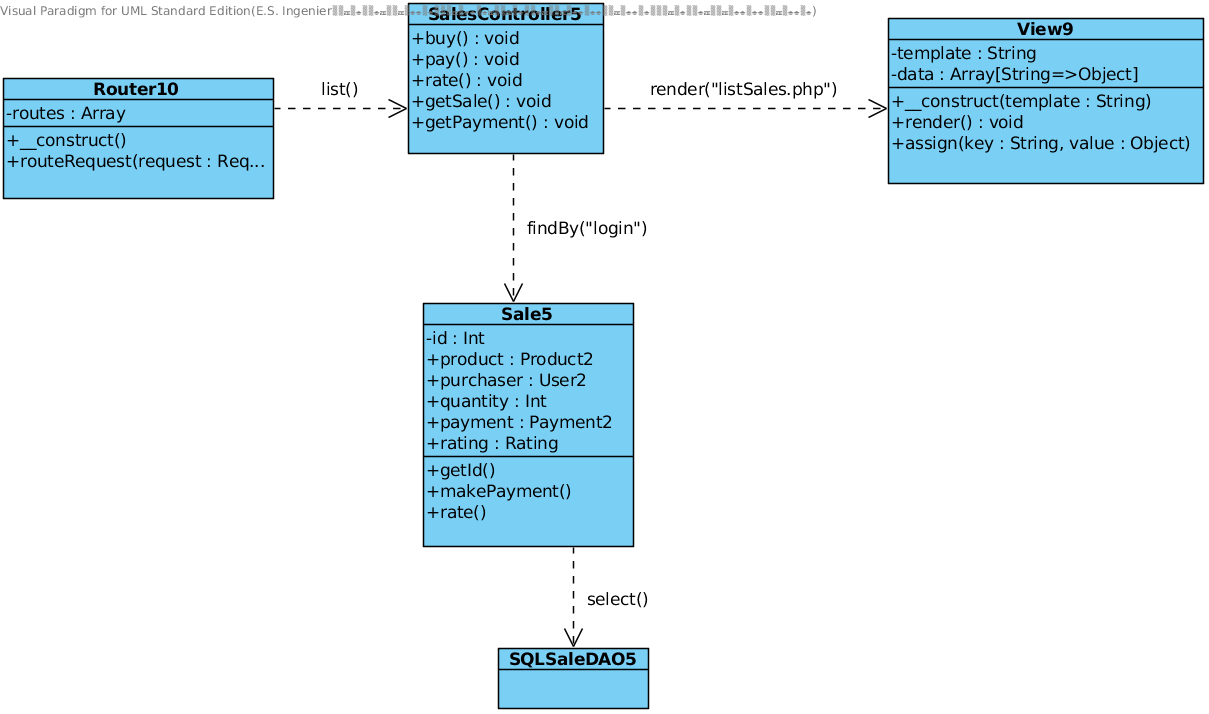 Visual Paradigm for UML Standard Edition(E.S. Ingenier
SalesController5
+buy() : void
+pay() : void
+rate() : void
+getSale() : void
+getPayment() : void
View9
-template : String
-data : Array[String=>Object]
+__construct(template : String)
+render() : void
+assign(key : String, value : Object)
Router10
-routes : Array
+__construct()
+routeRequest(request : Req...
list()
render("listSales.php")
findBy("login")
Sale5
-id : Int
+product : Product2
+purchaser : User2
+quantity : Int
+payment : Payment2
+rating : Rating
+getId()
+makePayment()
+rate()
select()
SQLSaleDAO5